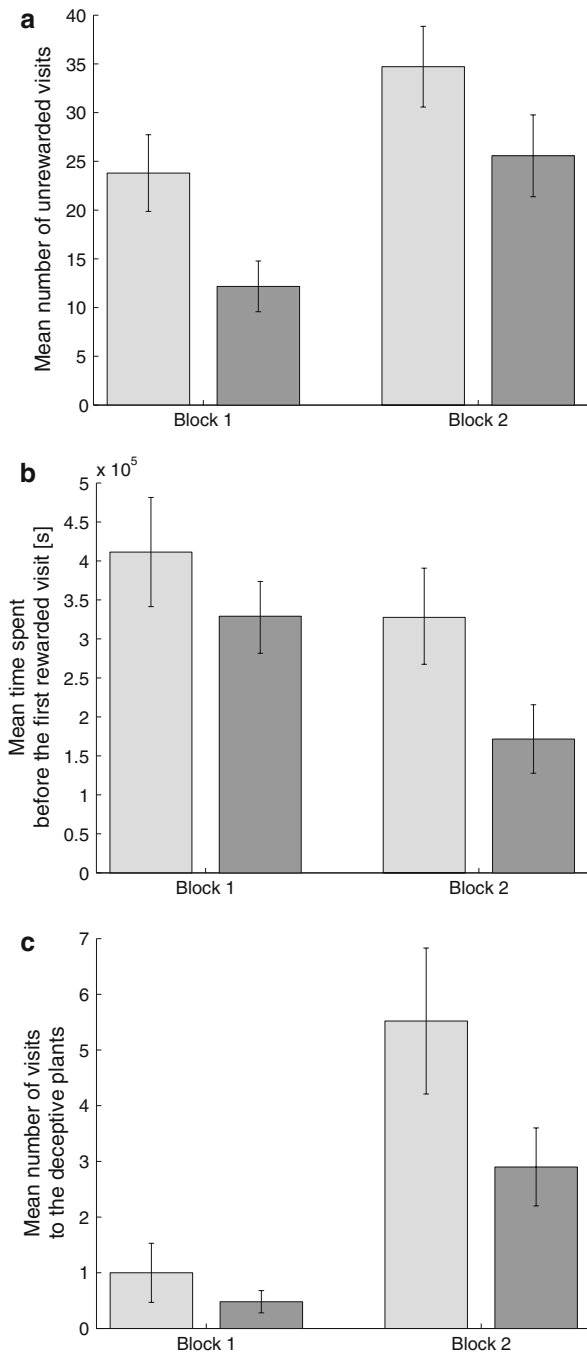 a
Mean number of unrewarded visits
40
35
30
25
20
15
10
5
0
Block 1 Block 2
b
x 10⁵
Mean time spent
before the first rewarded visit [s]
5
4.5
4
3.5
3
2.5
2
1.5
1
0.5
0
Block 1 Block 2
c
Mean number of visits
to the deceptive plants
7
6
5
4
3
2
1
0
Block 1 Block 2